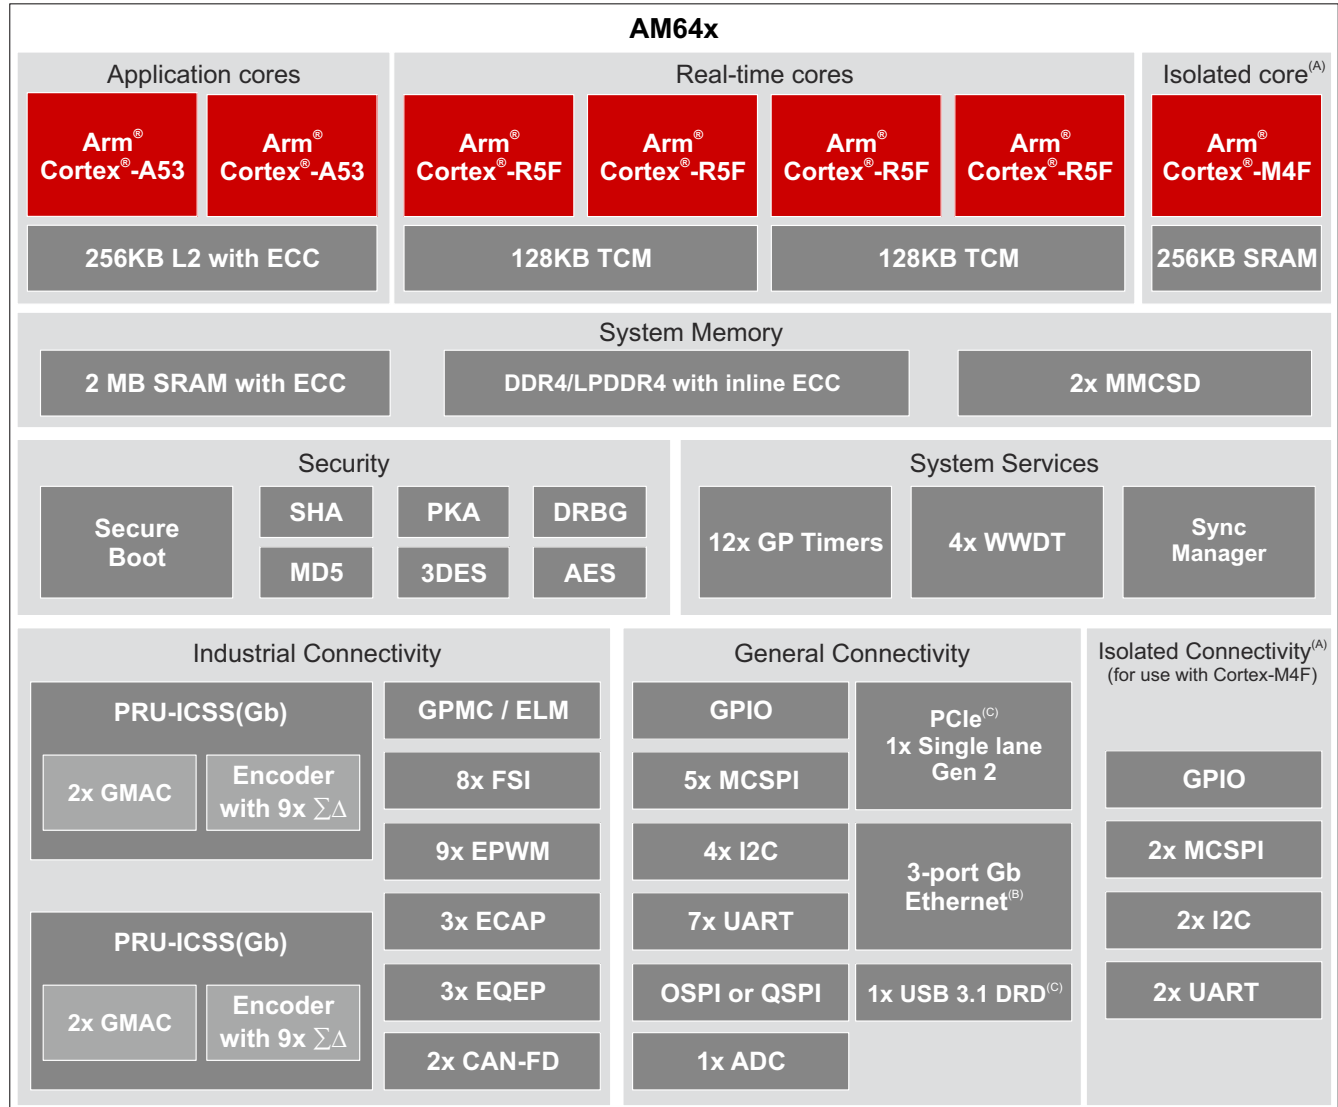 AM64x
Application cores
Arm®
Cortex®-A53
Arm®
Cortex®-A53
256KB L2 with ECC
Real-time cores
Arm®
Cortex®-R5F
Arm®
Cortex®-R5F
Arm®
Cortex®-R5F
Arm®
Cortex®-R5F
128KB TCM
128KB TCM
Isolated core(A)
Arm®
Cortex®-M4F
256KB SRAM
System Memory
2 MB SRAM with ECC
DDR4/LPDDR4 with inline ECC
2x MMCSD
Security
Secure
Boot
SHA
PKA
DRBG
MD5
3DES
AES
System Services
12x GP Timers
4x WWDT
Sync
Manager
Industrial Connectivity
PRU-ICSS(Gb)
2x GMAC
Encoder
with 9x ∑Δ
PRU-ICSS(Gb)
2x GMAC
Encoder
with 9x ∑Δ
GPMC / ELM
8x FSI
9x EPWM
3x ECAP
3x EQEP
2x CAN-FD
General Connectivity
GPIO
5x MCSPI
4x I2C
7x UART
OSPI or QSPI
1x ADC
PCIe(C)
1x Single lane
Gen 2
3-port Gb
Ethernet(B)
1x USB 3.1 DRD(C)
Isolated Connectivity(A)
(for use with Cortex-M4F)
GPIO
2x MCSPI
2x I2C
2x UART